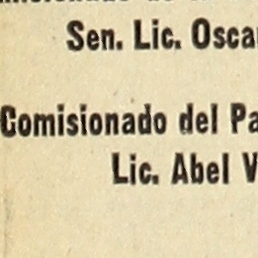 Sen. Lic. Osca
Comisionado del Pa
Lic. Abel V